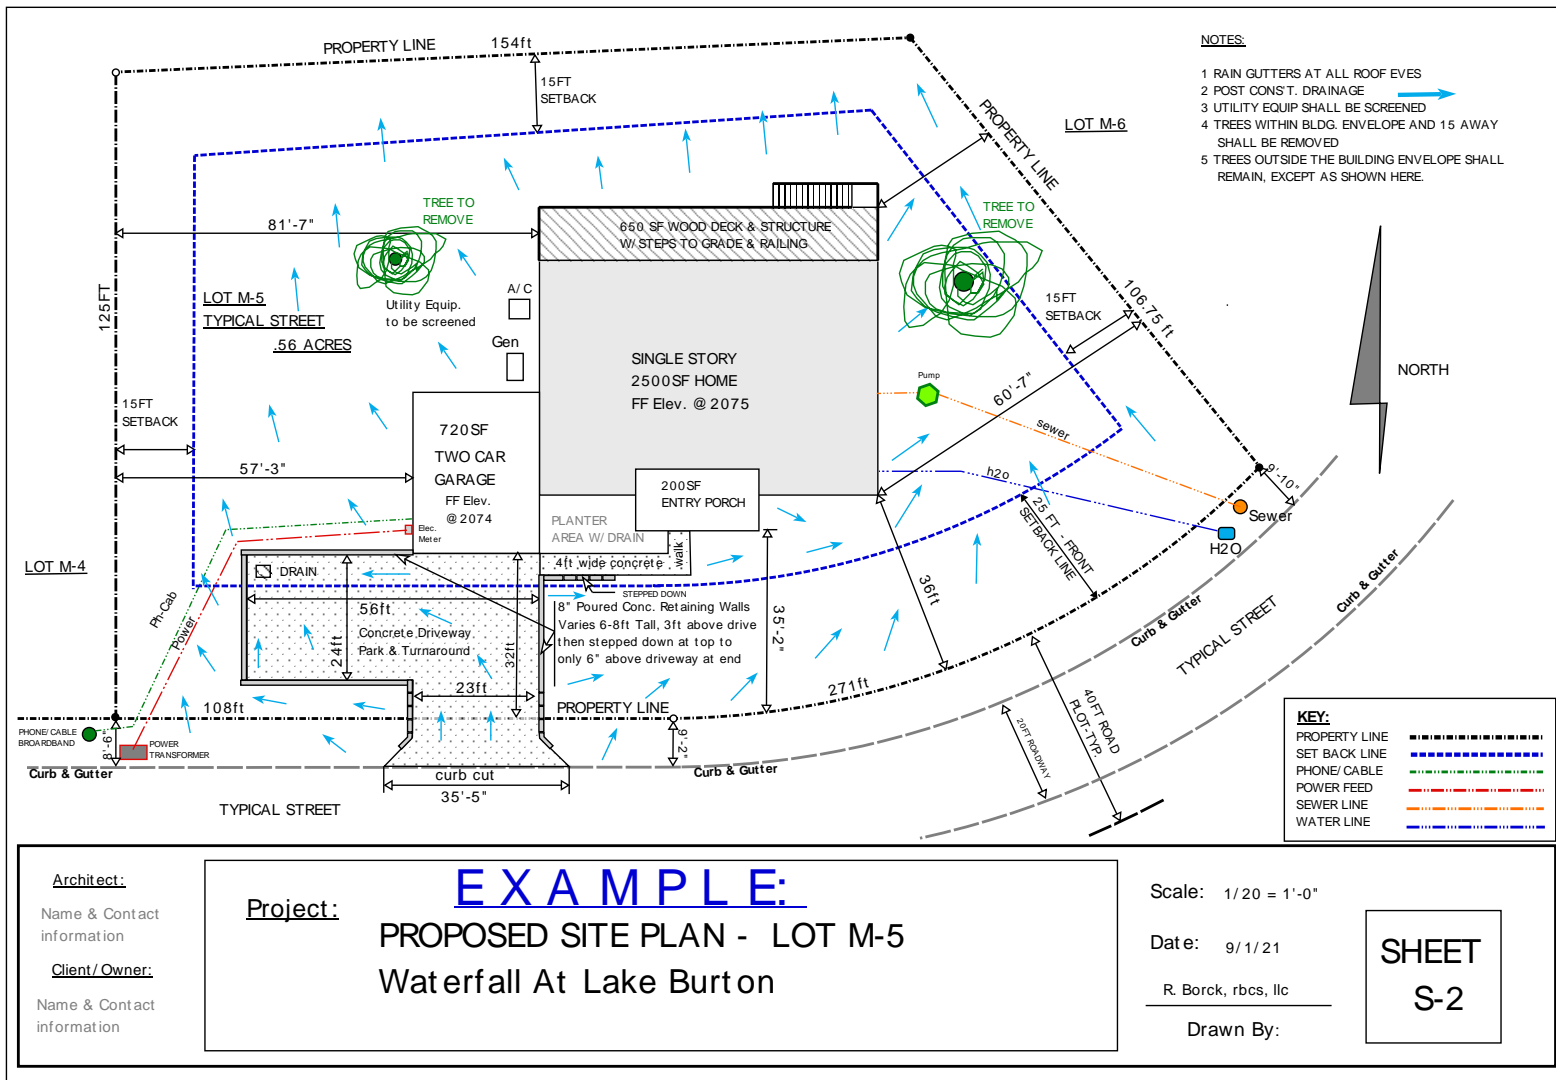 PROPERTY LINE
154ft
15FT
SETBACK
NOTES:
1 RAIN GUTTERS AT ALL ROOF EVES
2 POST CONS'T. DRAINAGE
3 UTILITY EQUIP SHALL BE SCREENED
4 TREES WITHIN BLDG. ENVELOPE AND 15 AWAY
SHALL BE REMOVED
5 TREES OUTSIDE THE BUILDING ENVELOPE SHALL
REMAIN, EXCEPT AS SHOWN HERE.
LOT M-6
PROPERTY LINE
106.75 ft
TREE TO
REMOVE
TREE TO
REMOVE
81'-7"
650 SF WOOD DECK & STRUCTURE
W/ STEPS TO GRADE & RAILING
125FT
LOT M-5
TYPICAL STREET
.56 ACRES
Utility Equip.
to be screened
A/C
Gen
15FT
SETBACK
SINGLE STORY
2500SF HOME
FF Elev. @ 2075
NORTH
Pump
60'-7"
15FT
SETBACK
57'-3"
720SF
TWO CAR
GARAGE
FF Elev.
@ 2074
200SF
ENTRY PORCH
sewer
h2o
9'-10"
Sewer
H2O
25 FT - FRONT
SETBACK LINE
Elec.
Meter
PLANTER
AREA W/ DRAIN
walk
4ft wide concrete
LOT M-4
DRAIN
STEPPED DOWN
56ft
24ft
32ft
Concrete Driveway
Park & Turnaround
8" Poured Conc. Retaining Walls
Varies 6-8ft Tall, 3ft above drive
then stepped down at top to
only 6" above driveway at end
35'-2"
36ft
Ph-Cab
Power
23ft
108ft
PROPERTY LINE
271ft
Curb & Gutter
TYPICAL STREET
Curb & Gutter
40FT ROAD
PLOT-TYP.
20FT ROADWAY
PHONE/CABLE
BROARDBAND
8'-6"
POWER
TRANSFORMER
9'-2"
Curb & Gutter
Curb & Gutter
curb cut
35'-5"
TYPICAL STREET
KEY:
PROPERTY LINE
SET BACK LINE
PHONE/CABLE
POWER FEED
SEWER LINE
WATER LINE
Architect:
Name & Contact
information
Client/Owner:
Name & Contact
information
Project:
EXAMPLE:
PROPOSED SITE PLAN - LOT M-5
Waterfall At Lake Burton
Scale: 1/20 = 1'-0"
Date: 9/1/21
R. Borck, rbcs, llc
Drawn By:
SHEET
S-2